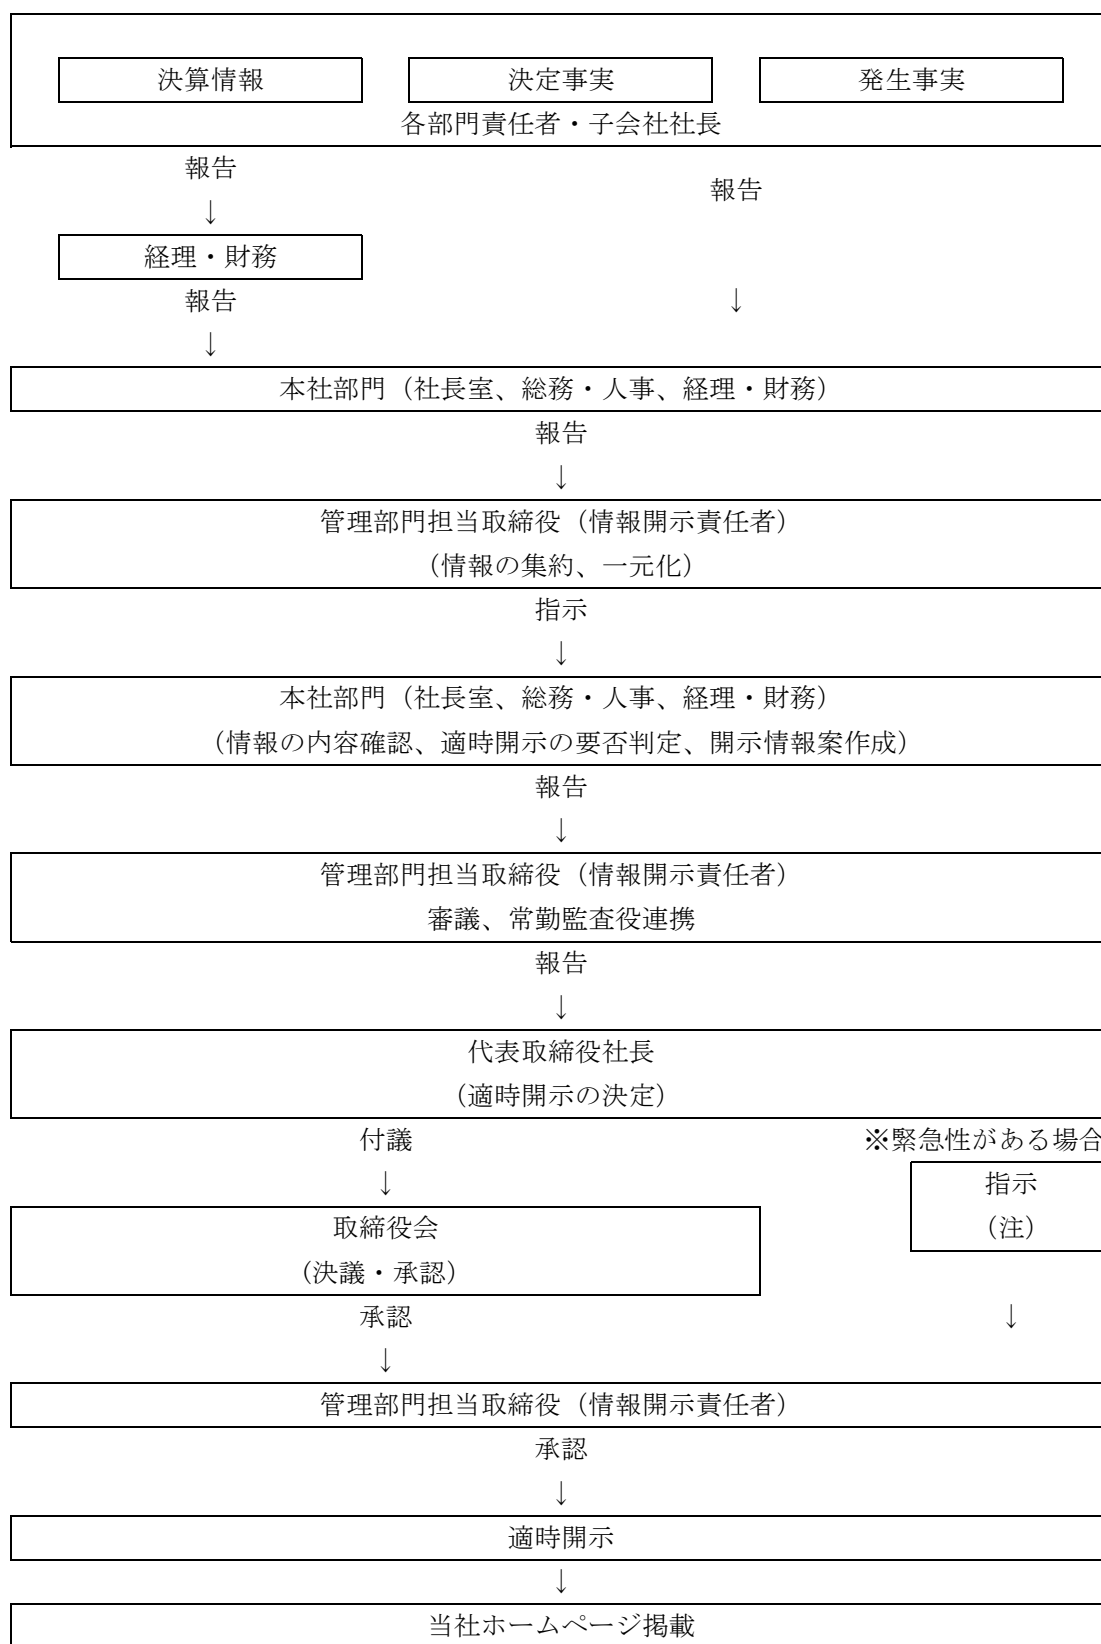 決算情報
決定事実
発生事実
各部門責任者・子会社社長
報告
報告
↓
経理・財務
報告
↓
↓
本社部門（社長室、総務・人事、経理・財務）
報告
↓
管理部門担当取締役（情報開示責任者）
（情報の集約、一元化）
指示
↓
本社部門（社長室、総務・人事、経理・財務）
（情報の内容確認、適時開示の要否判定、開示情報案作成）
報告
↓
管理部門担当取締役（情報開示責任者）
審議、常勤監査役連携
報告
↓
代表取締役社長
（適時開示の決定）
付議
※緊急性がある場合
↓
指示
（注）
取締役会
（決議・承認）
承認
↓
↓
管理部門担当取締役（情報開示責任者）
承認
↓
適時開示
↓
当社ホームページ掲載